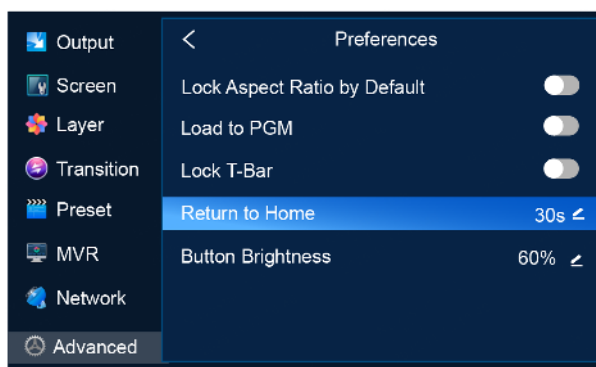 Output
Screen
Layer
Transition
Preset
MVR
Network
Advanced
Preferences
Lock Aspect Ratio by Default
Load to PGM
Lock T-Bar
Return to Home 30s
Button Brightness 60%